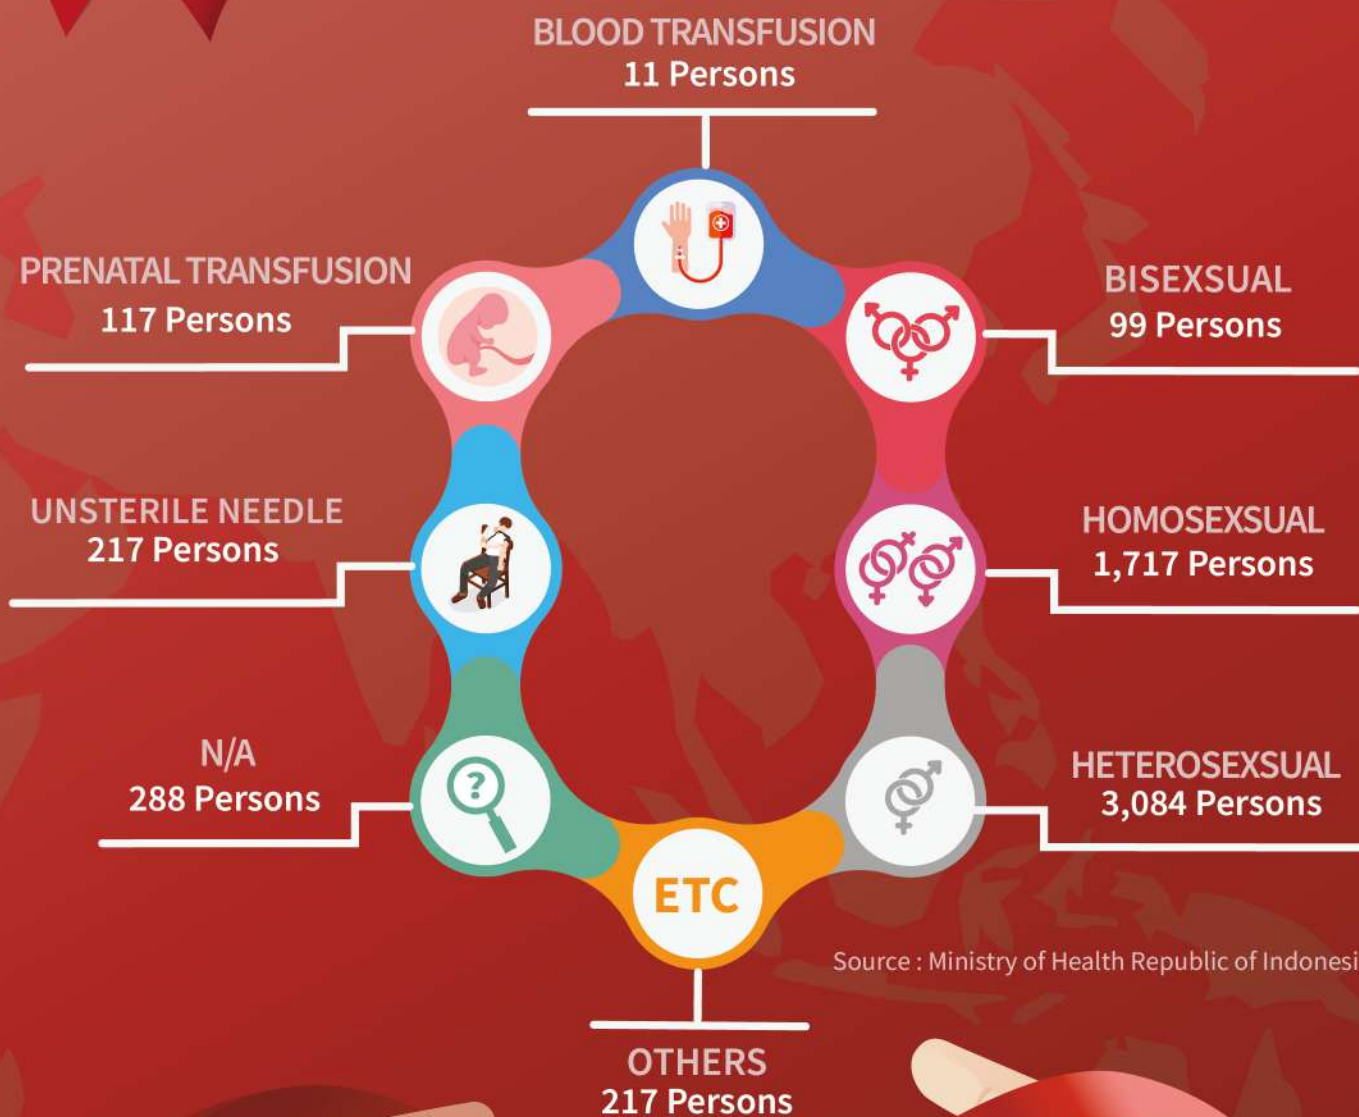 BLOOD TRANSFUSION
11 Persons
PRENATAL TRANSFUSION
117 Persons
BISEXSUAL
99 Persons
UNSTERILE NEEDLE
217 Persons
HOMOSEXSUAL
1,717 Persons
N/A
288 Persons
?
HETEROSEXSUAL
3,084 Persons
ETC
Source : Ministry of Health Republic of Indonesi
OTHERS
217 Persons